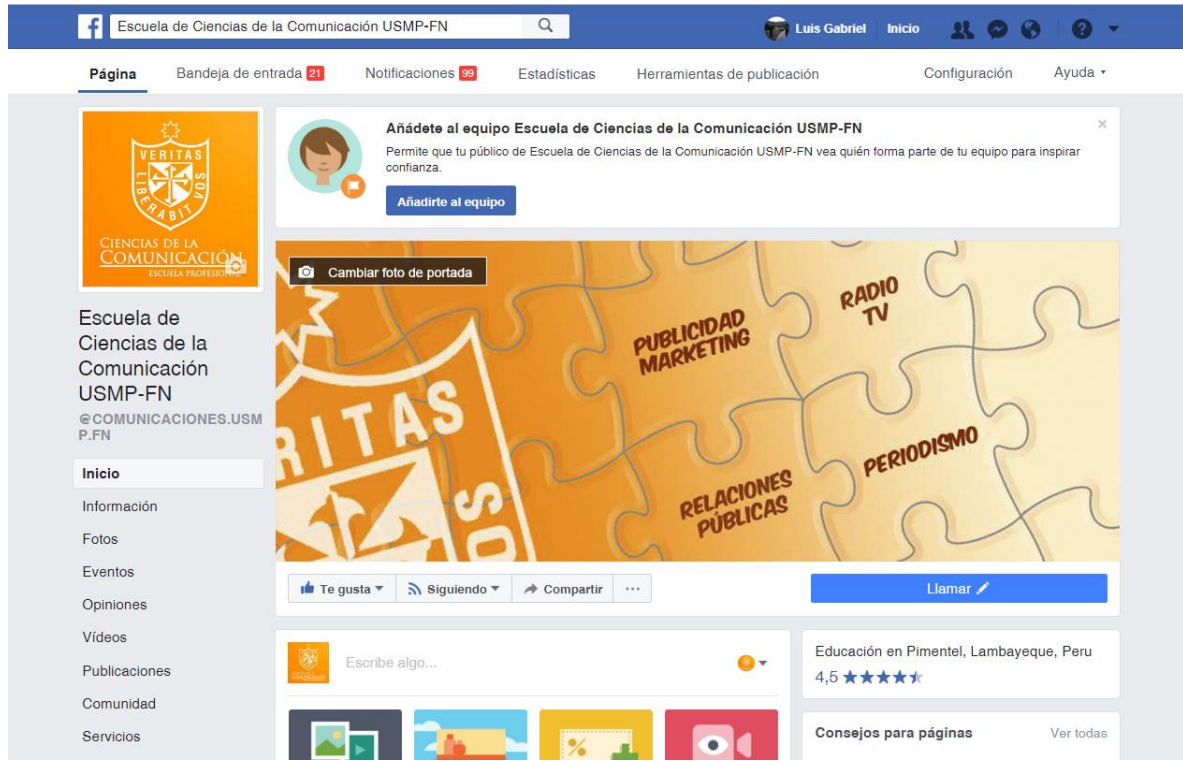 Escuela de Ciencias de la Comunicación USMP-FN
Luis Gabriel
Inicio
Página
Bandeja de entrada 21
Notificaciones 99
Estadísticas
Herramientas de publicación
Configuración
Ayuda
VERITAS
LIBERABIT VOS
CIENCIAS DE LA
COMUNICACIÓN
ESCUELA PROFESIONAL
Escuela de
Ciencias de la
Comunicación
USMP-FN
@COMUNICACIONES.USM
P.FN
Inicio
Información
Fotos
Eventos
Opiniones
Vídeos
Publicaciones
Comunidad
Servicios
Añádete al equipo Escuela de Ciencias de la Comunicación USMP-FN
Permite que tu público de Escuela de Ciencias de la Comunicación USMP-FN vea quién forma parte de tu equipo para inspirar
confianza.
Añadirte al equipo
Cambiar foto de portada
RITAS
OS
PUBLICIDAD
MARKETING
RADIO
TV
RELACIONES
PÚBLICAS
PERIODISMO
Te gusta
Siguiendo
Compartir
...
Llamar
Escribe algo...
Educación en Pimentel, Lambayeque, Peru
4,5 ★★★★
Consejos para páginas
Ver todas